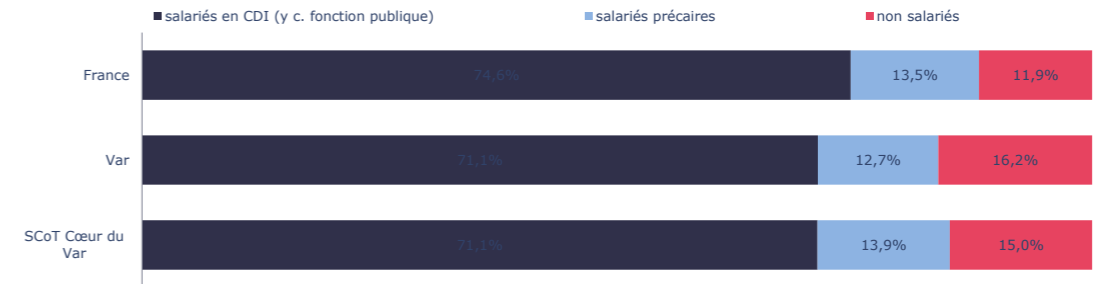 salariés en CDI (y c. fonction publique) salariés précaires non salariés
France 74,6% 13,5% 11,9%
Var 71,1% 12,7% 16,2%
SCoT Cœur du
Var
71,1% 13,9% 15,0%